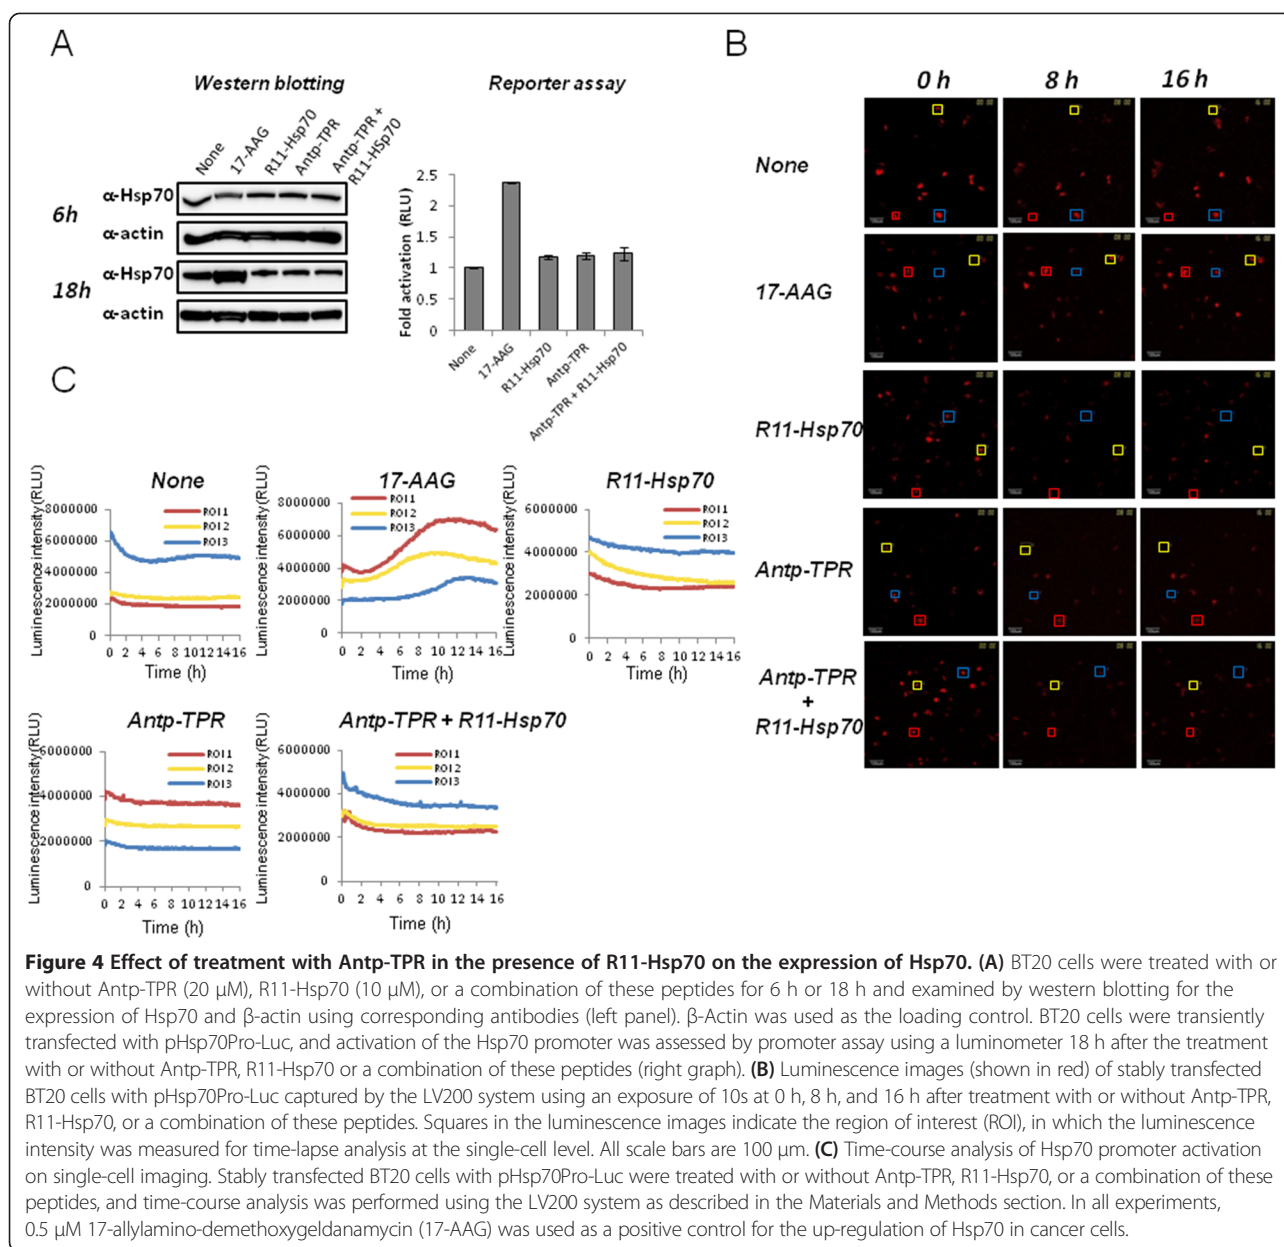 A
Western blotting
Reporter assay
None
17-AAG
R11-Hsp70
Antp-TPR
Antp-TPR +
R11-HSp70
6h
α-Hsp70
α-actin
18h
α-Hsp70
α-actin
Fold activation (RLU)
2.5
2
1.5
1
0.5
0
None
17-AAG
R11-Hsp70
Antp-TPR
Antp-TPR + R11-Hsp70
B
0 h
8 h
16 h
None
17-AAG
R11-Hsp70
Antp-TPR
Antp-TPR
+
R11-Hsp70
C
None
Luminescence intensity(RLU)
8000000
6000000
4000000
2000000
0
ROI1
ROI2
ROI3
0 2 4 6 8 10 12 14 16
Time (h)
17-AAG
Luminescence intensity(RLU)
8000000
6000000
4000000
2000000
0
ROI1
ROI2
ROI3
0 2 4 6 8 10 12 14 16
Time (h)
R11-Hsp70
Luminescence intensity(RLU)
6000000
4000000
2000000
0
ROI1
ROI2
ROI3
0 2 4 6 8 10 12 14 16
Time (h)
Antp-TPR
Luminescence intensity(RLU)
6000000
4000000
2000000
0
ROI1
ROI2
ROI3
0 2 4 6 8 10 12 14 16
Time (h)
Antp-TPR + R11-Hsp70
Luminescence intensity(RLU)
6000000
4000000
2000000
0
ROI1
ROI2
ROI3
0 2 4 6 8 10 12 14 16
Time (h)
Figure 4 Effect of treatment with Antp-TPR in the presence of R11-Hsp70 on the expression of Hsp70. (A) BT20 cells were treated with or
without Antp-TPR (20 μM), R11-Hsp70 (10 μM), or a combination of these peptides for 6 h or 18 h and examined by western blotting for the
expression of Hsp70 and β-actin using corresponding antibodies (left panel). β-Actin was used as the loading control. BT20 cells were transiently
transfected with pHsp70Pro-Luc, and activation of the Hsp70 promoter was assessed by promoter assay using a luminometer 18 h after the treatment
with or without Antp-TPR, R11-Hsp70 or a combination of these peptides (right graph). (B) Luminescence images (shown in red) of stably transfected
BT20 cells with pHsp70Pro-Luc captured by the LV200 system using an exposure of 10s at 0 h, 8 h, and 16 h after treatment with or without Antp-TPR,
R11-Hsp70, or a combination of these peptides. Squares in the luminescence images indicate the region of interest (ROI), in which the luminescence
intensity was measured for time-lapse analysis at the single-cell level. All scale bars are 100 μm. (C) Time-course analysis of Hsp70 promoter activation
on single-cell imaging. Stably transfected BT20 cells with pHsp70Pro-Luc were treated with or without Antp-TPR, R11-Hsp70, or a combination of these
peptides, and time-course analysis was performed using the LV200 system as described in the Materials and Methods section. In all experiments,
0.5 μM 17-allylamino-demethoxygeldanamycin (17-AAG) was used as a positive control for the up-regulation of Hsp70 in cancer cells.